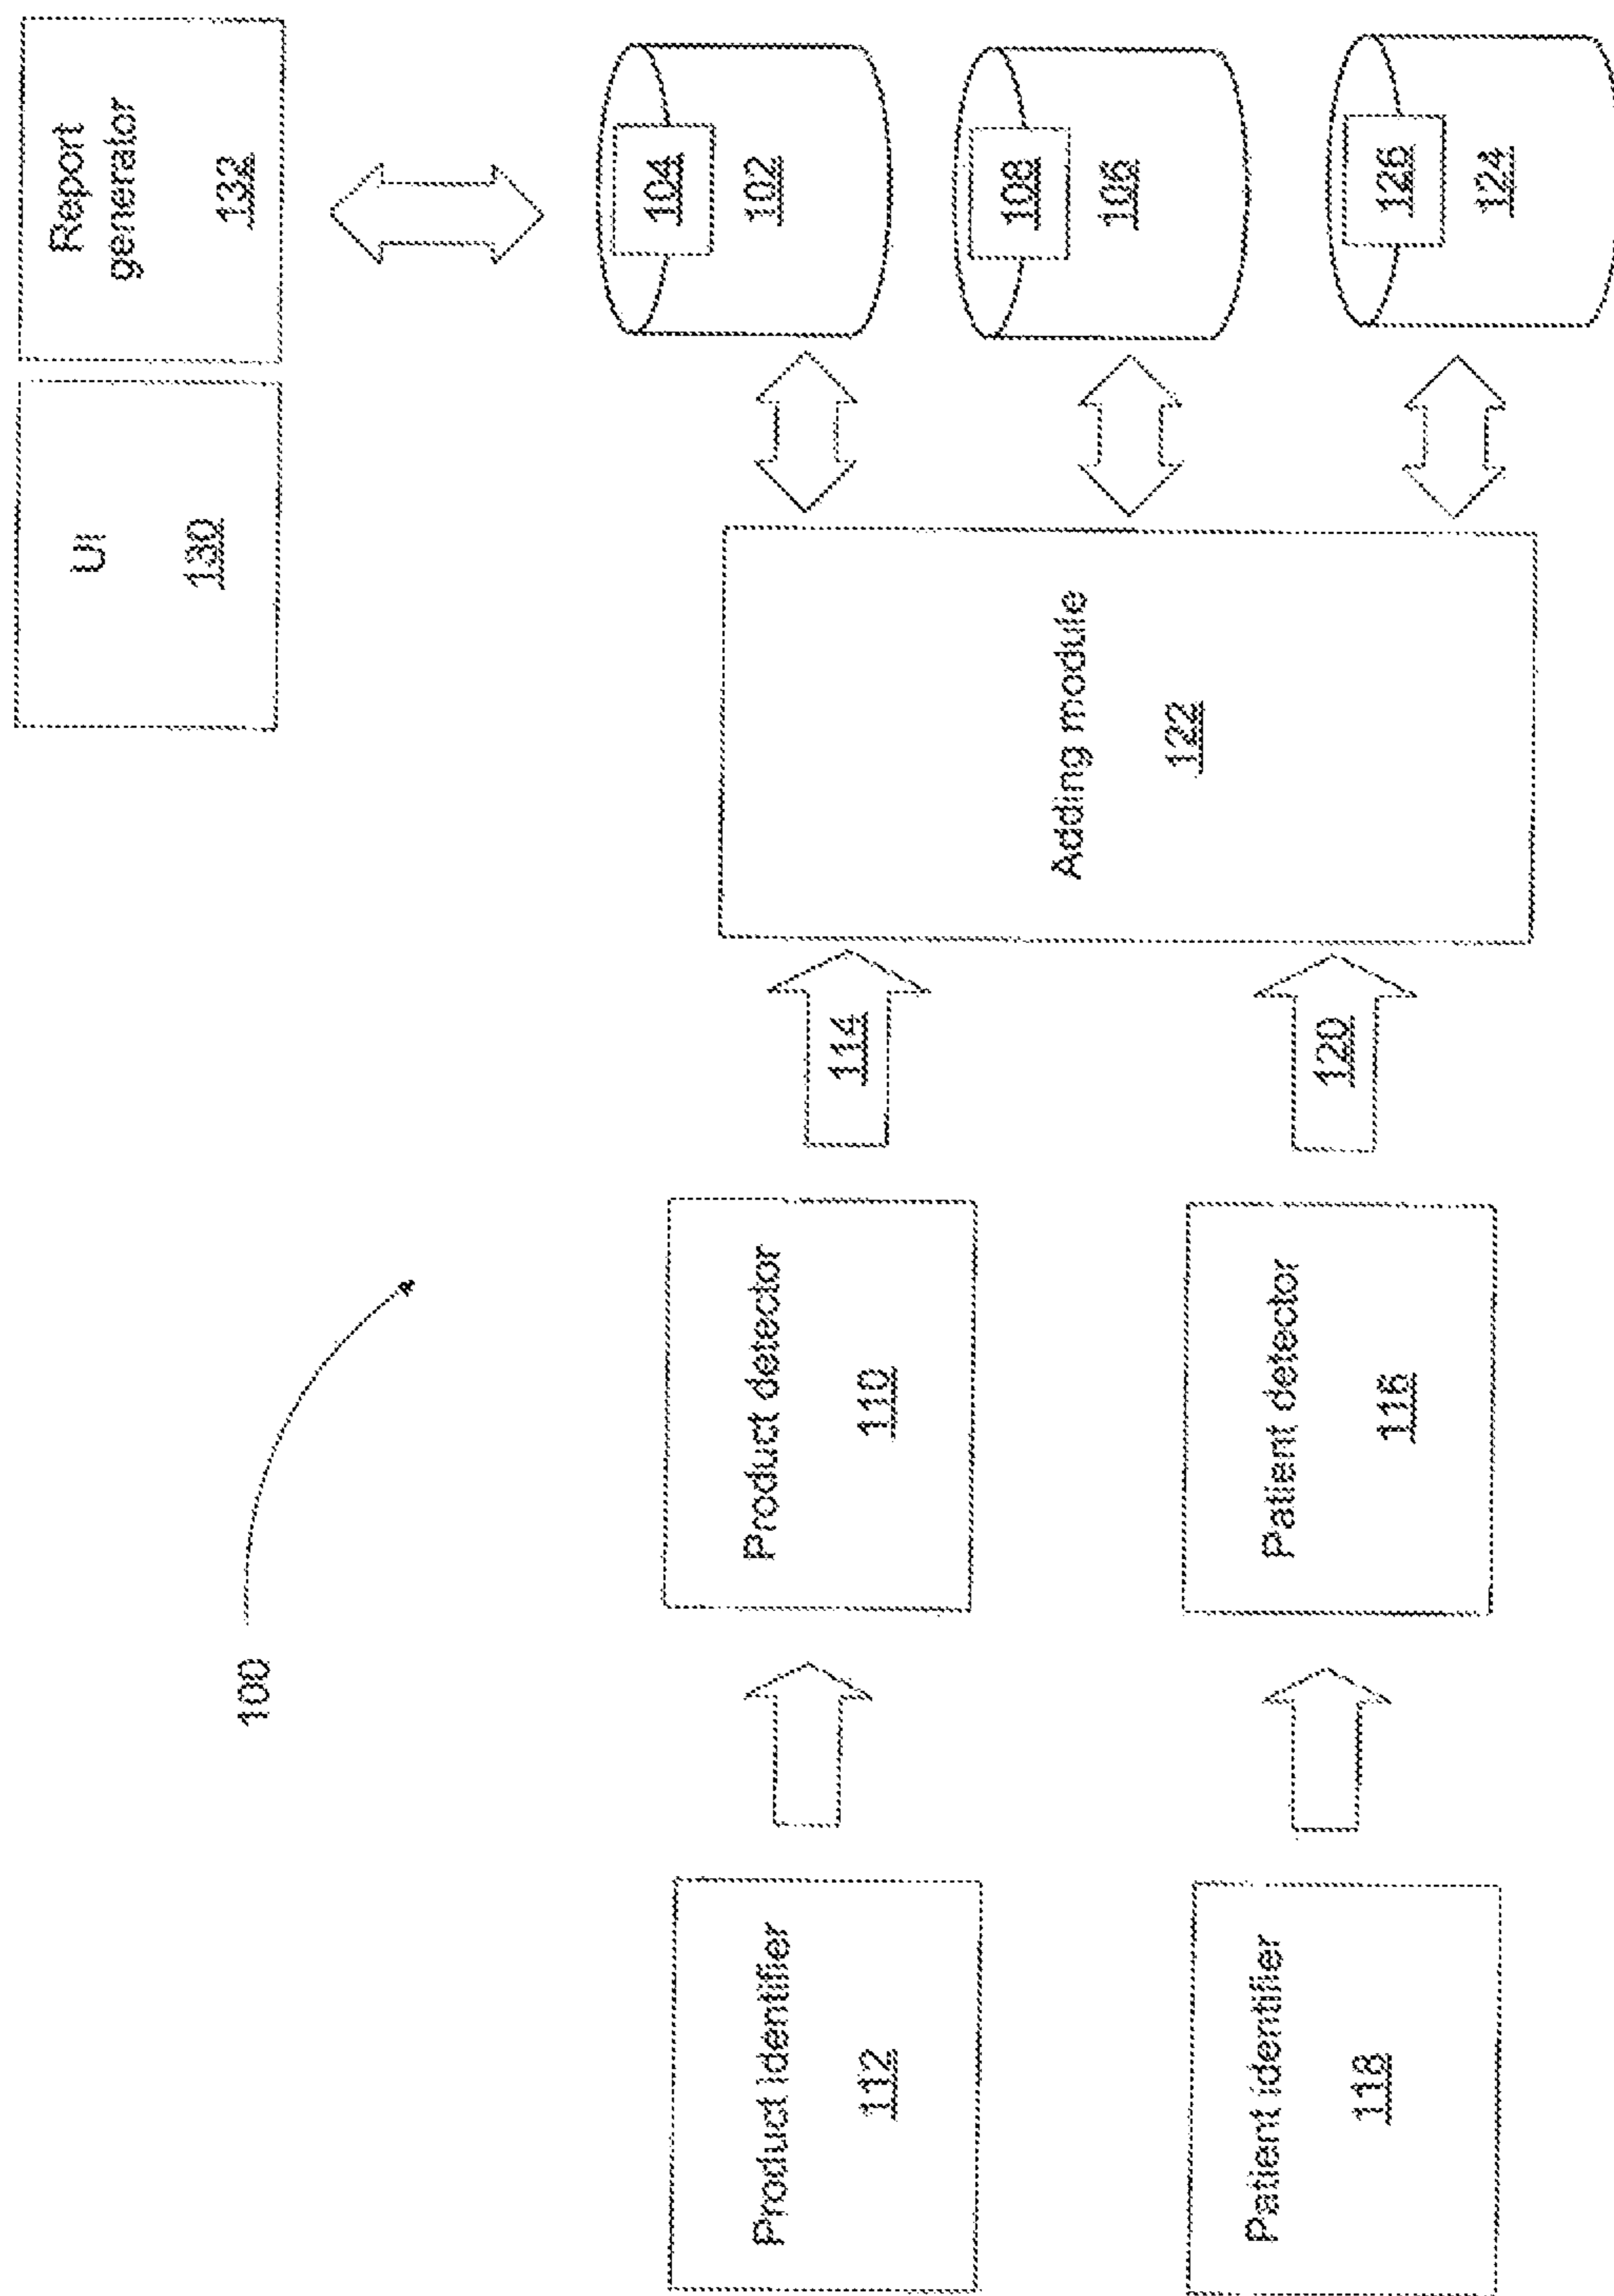 UI
130
Report
generator
132
100
Product identifier
112
Product detector
110
114
Adding module
122
104
102
108
106
Patient identifier
118
Patient detector
116
120
126
124